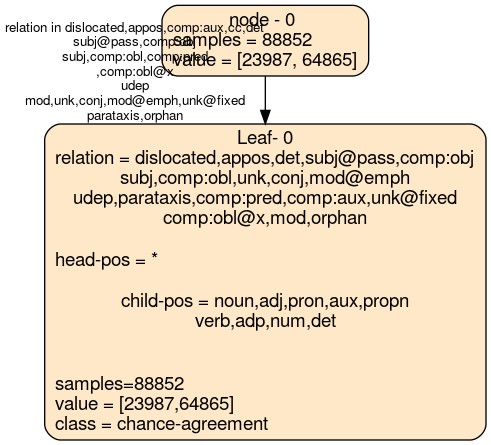 node - 0
samples = 88852
value = [23987, 64865]
relation in dislocated,appos,comp:aux,cc,det
subj@pass,comp:obj
subj,comp:obl,comp:pred
,comp:obl@x
udep
mod,unk,conj,mod@emph,unk@fixed
parataxis,orphan
Leaf- 0
relation = dislocated,appos,det,subj@pass,comp:obj
subj,comp:obl,unk,conj,mod@emph
udep,parataxis,comp:pred,comp:aux,unk@fixed
comp:obl@x,mod,orphan
head-pos = *
child-pos = noun,adj,pron,aux,propn
verb,adp,num,det
samples=88852
value = [23987,64865]
class = chance-agreement